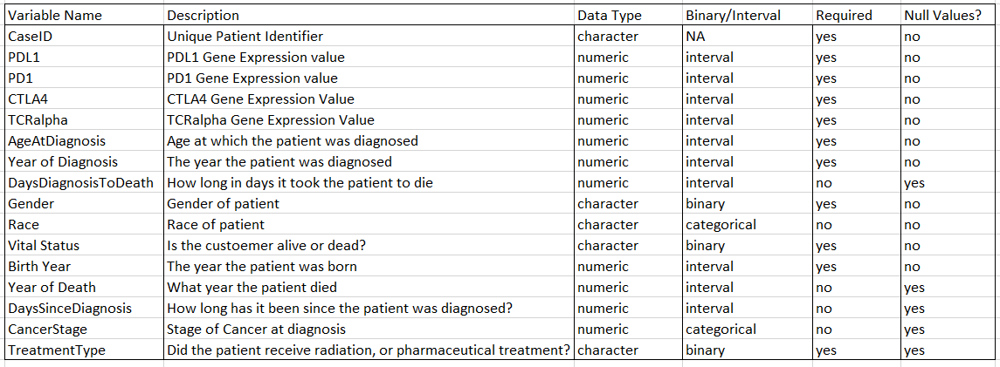 Variable Name Description Data Type Binary/Interval Required Null Values?
CaseID Unique Patient Identifier character NA yes no
PDL1 PDL1 Gene Expression value numeric interval yes no
PD1 PD1 Gene Expression value numeric interval yes no
CTLA4 CTLA4 Gene Expression Value numeric interval yes no
TCRalpha TCRalpha Gene Expression Value numeric interval yes no
AgeAtDiagnosis Age at which the patient was diagnosed numeric interval yes no
Year of Diagnosis The year the patient was diagnosed numeric interval yes no
DaysDiagnosisToDeath How long in days it took the patient to die numeric interval no yes
Gender Gender of patient character binary yes no
Race Race of patient character categorical no no
Vital Status Is the custoemer alive or dead? character binary yes no
Birth Year The year the patient was born numeric interval yes no
Year of Death What year the patient died numeric interval no yes
DaysSinceDiagnosis How long has it been since the patient was diagnosed? numeric interval no yes
CancerStage Stage of Cancer at diagnosis numeric categorical no yes
TreatmentType Did the patient receive radiation, or pharmaceutical treatment? character binary yes yes